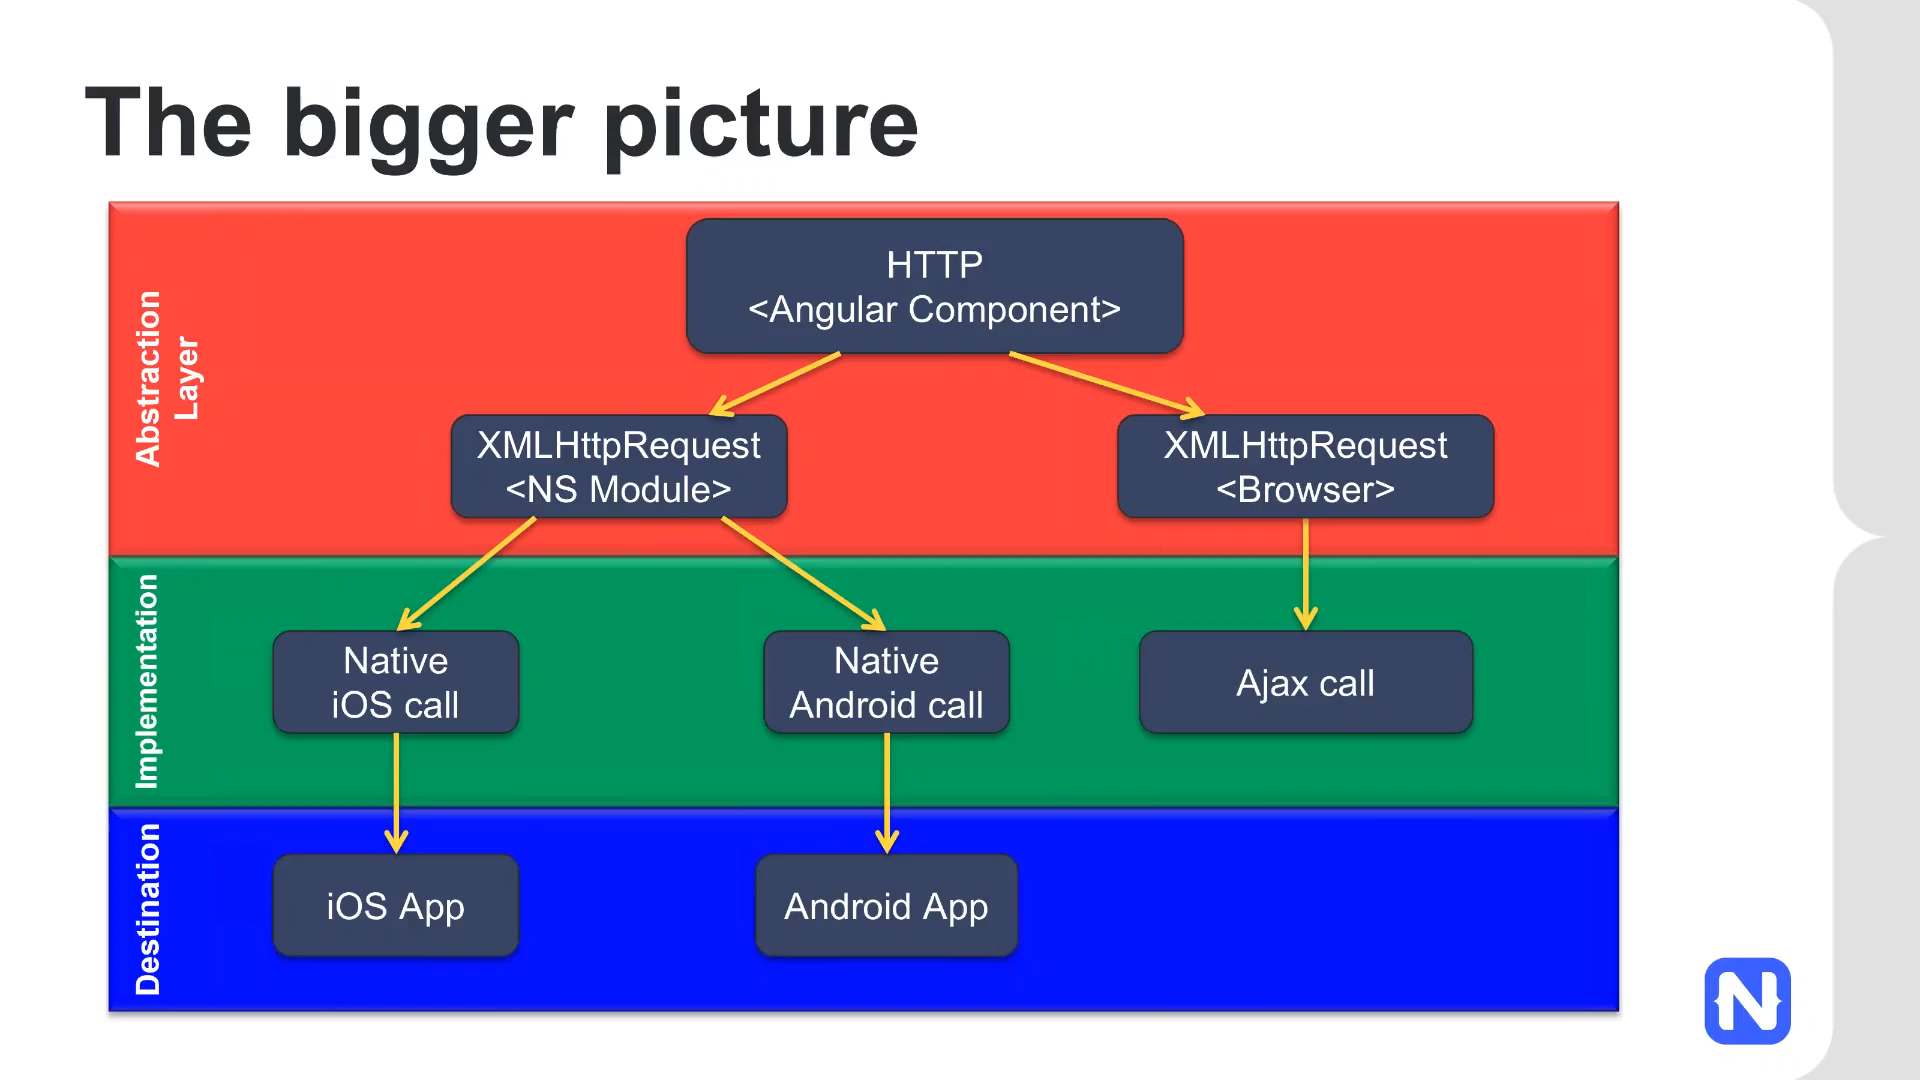 The bigger picture
Abstraction
Layer
HTTP
<Angular Component>
XMLHttpRequest
<NS Module>
XMLHttpRequest
<Browser>
Implementation
Native
iOS call
Native
Android call
Ajax call
Destination
iOS App
Android App
N